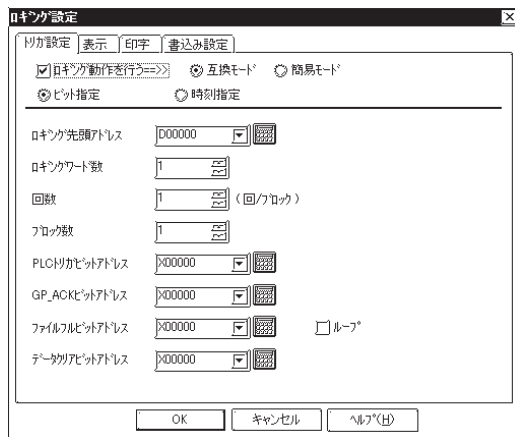 ロギング設定
トリガ設定 表示 印字 書込み設定
ロギング動作を行う==>> 互換モード 簡易モード
ビット指定 時刻指定
ロギング先頭アドレス D00000
ロギングワード数 1
回数 1 (回/ブロック)
ブロック数 1
PLCトリガビットアドレス X00000
GP_ACKビットアドレス X00000
ファイルフルビットアドレス X00000 ループ
データクリアビットアドレス X00000
OK キャンセル ヘルプ(H)